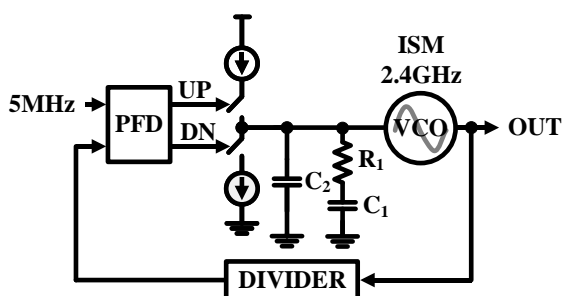 ISM
2.4GHz
5MHz
PFD
UP
DN
VCO
OUT
R₁
C₂
C₁
DIVIDER